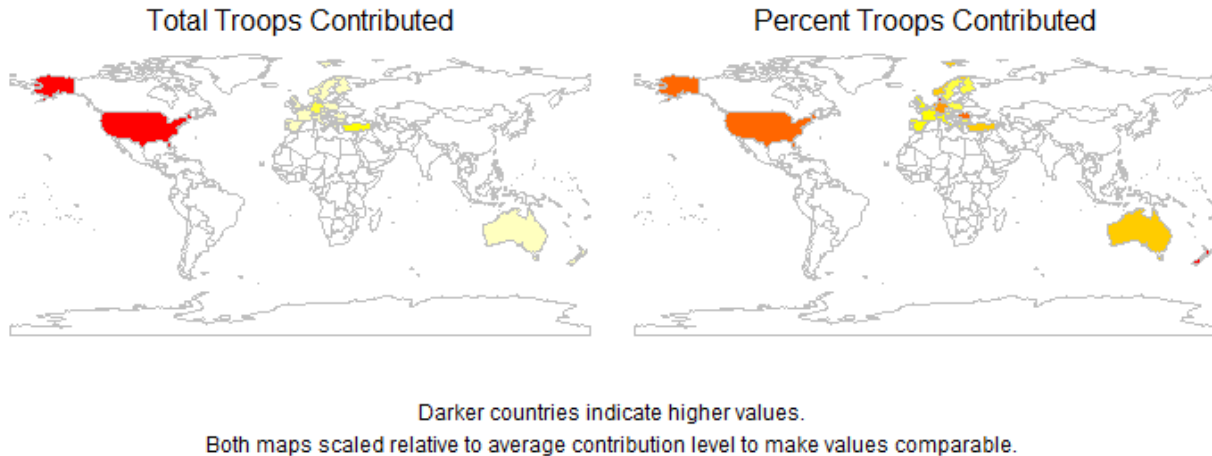 Total Troops Contributed
Percent Troops Contributed
Darker countries indicate higher values.
Both maps scaled relative to average contribution level to make values comparable.